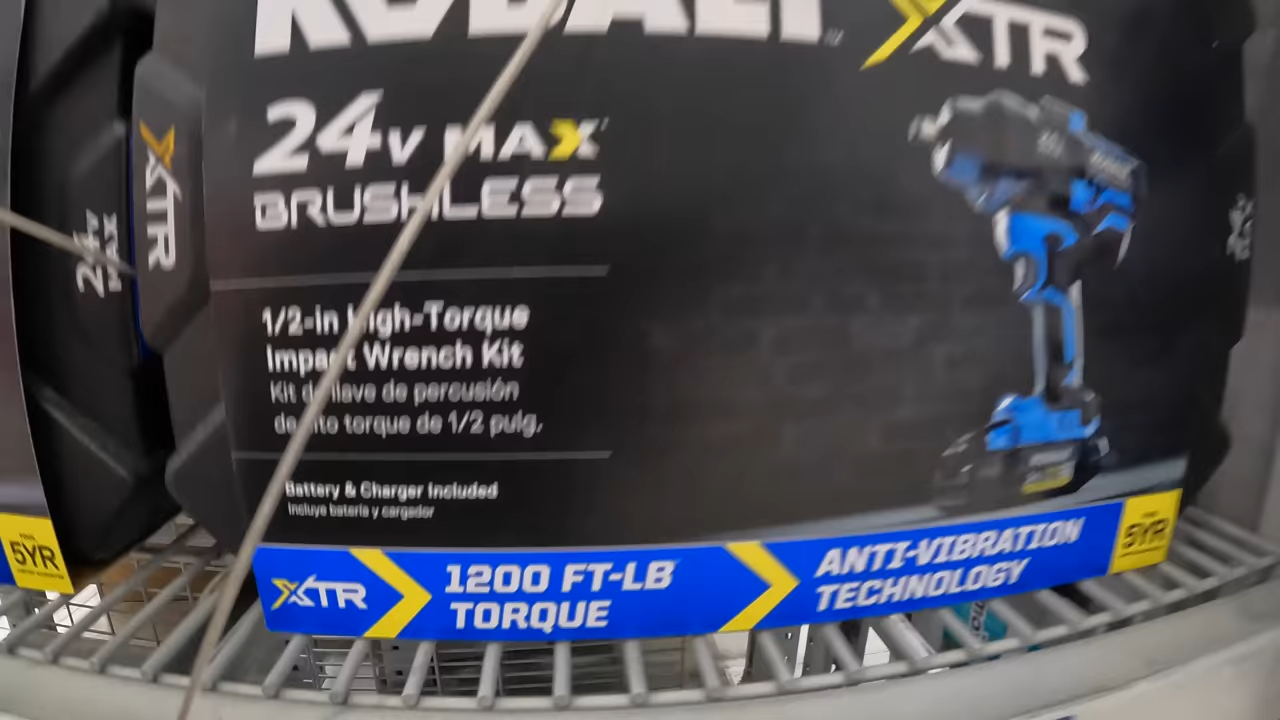 KOBALT
XTR
24V MAX
BRUSHLESS
1/2-in High-Torque
Impact Wrench Kit
Kit de llave de percusión
de alto torque de 1/2 pulg.
Battery & Charger Included
Incluye batería y cargador
XTR
1200 FT-LB
TORQUE
ANTI-VIBRATION
TECHNOLOGY
5YR
XTR
24V
MAX
5YR